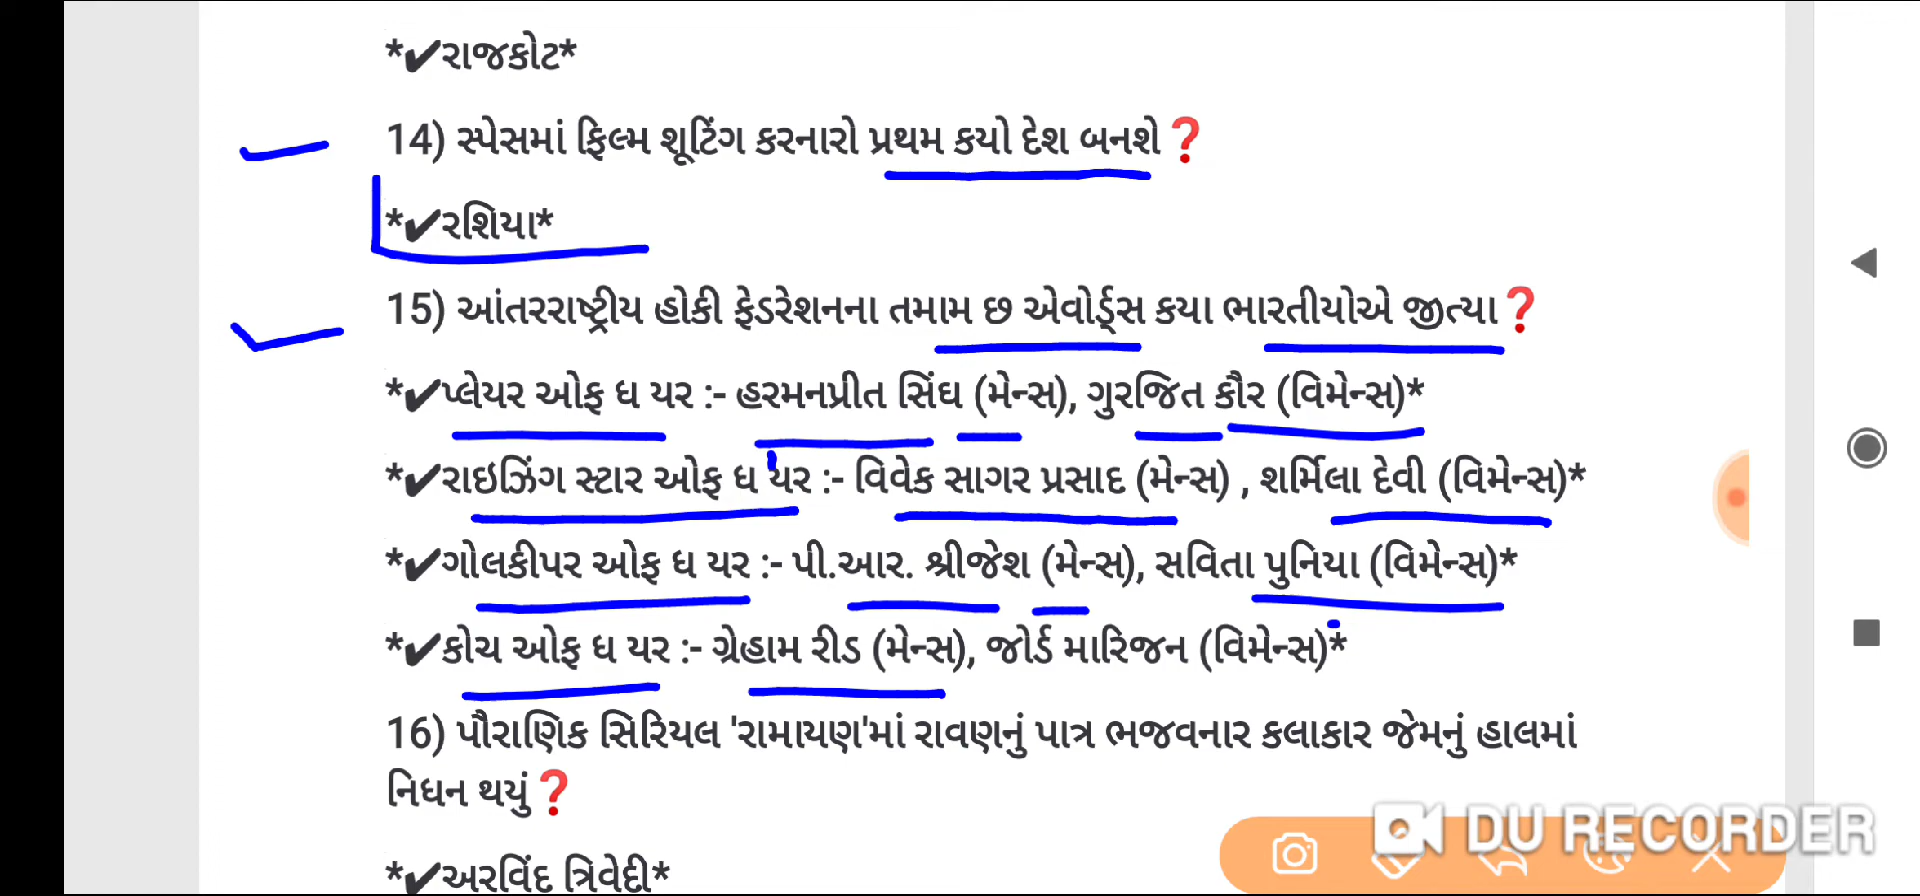 *✔રાજકોટ*
14) સ્પેસમાં ફિલ્મ શૂટિંગ કરનારો પ્રથમ કયો દેશ બનશે❓
*✔રશિયા*
15) આંતરરાષ્ટ્રીય હોકી ફેડરેશનના તમામ છ એવોર્ડ્સ કયા ભારતીયોએ જીત્યા❓
*✔પ્લેયર ઓફ ધ યર :- હરમનપ્રીત સિંઘ (મેન્સ), ગુરજિત કૌર (વિમેન્સ)*
*✔રાઇઝિંગ સ્ટાર ઓફ ધ યર :- વિવેક સાગર પ્રસાદ (મેન્સ) , શર્મિલા દેવી (વિમેન્સ)*
*✔ગોલકીપર ઓફ ધ યર :- પી.આર. શ્રીજેશ (મેન્સ), સવિતા પુનિયા (વિમેન્સ)*
*✔કોચ ઓફ ધ યર :- ગ્રેહામ રીડ (મેન્સ), જોર્ડ મારિજન (વિમેન્સ)*
16) પૌરાણિક સિરિયલ 'રામાયણ'માં રાવણનું પાત્ર ભજવનાર કલાકાર જેમનું હાલમાં
નિધન થયું❓
*✔અરવિંદ ત્રિવેદી*
DU RECORDER